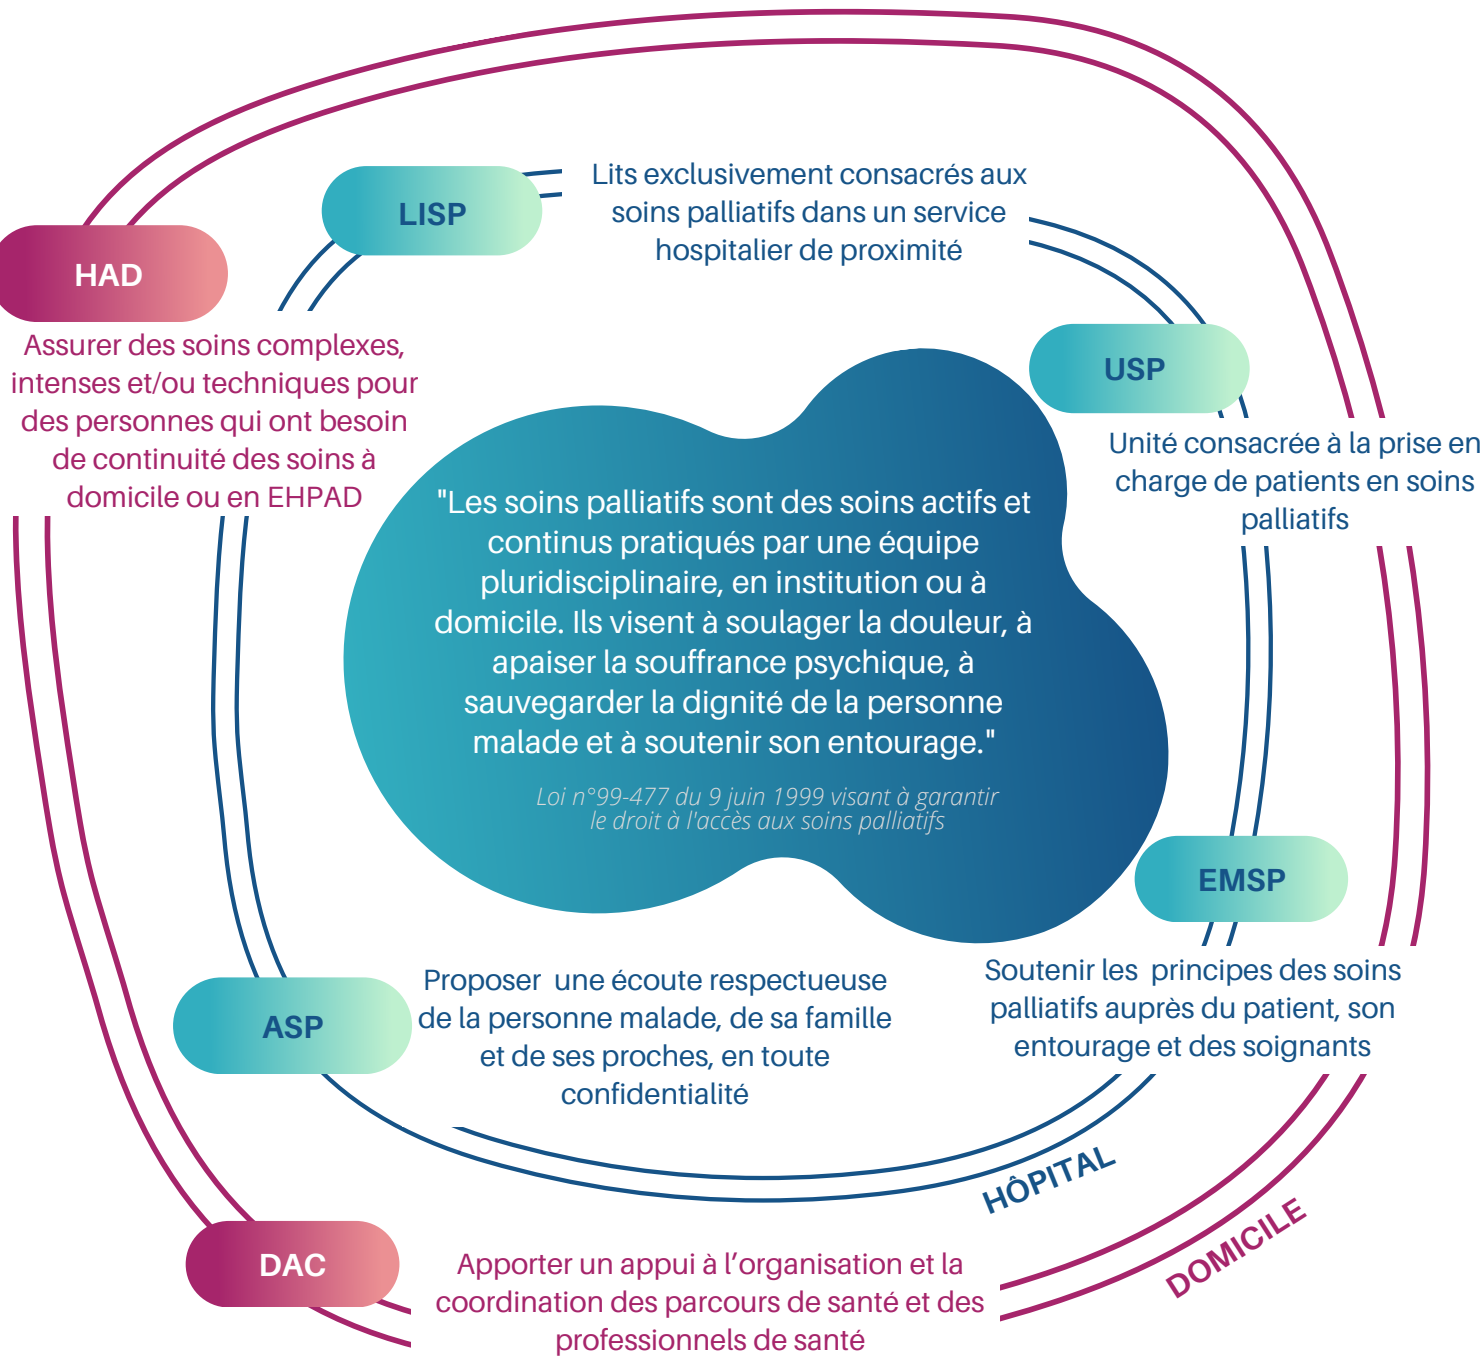 LISP
Lits exclusivement consacrés aux
soins palliatifs dans un service
hospitalier de proximité
HAD
Assurer des soins complexes,
intenses et/ou techniques pour
des personnes qui ont besoin
de continuité des soins à
domicile ou en EHPAD
USP
Unité consacrée à la prise en
charge de patients en soins
palliatifs
"Les soins palliatifs sont des soins actifs et
continus pratiqués par une équipe
pluridisciplinaire, en institution ou à
domicile. Ils visent à soulager la douleur, à
apaiser la souffrance psychique, à
sauvegarder la dignité de la personne
malade et à soutenir son entourage."
Loi n°99-477 du 9 juin 1999 visant à garantir
le droit à l'accès aux soins palliatifs
EMSP
Soutenir les  principes des soins
palliatifs auprès du patient, son
entourage et des soignants
ASP
Proposer  une écoute respectueuse
de la personne malade, de sa famille
et de ses proches, en toute
confidentialité
HÔPITAL
DOMICILE
DAC
Apporter un appui à l’organisation et la
coordination des parcours de santé et des
professionnels de santé